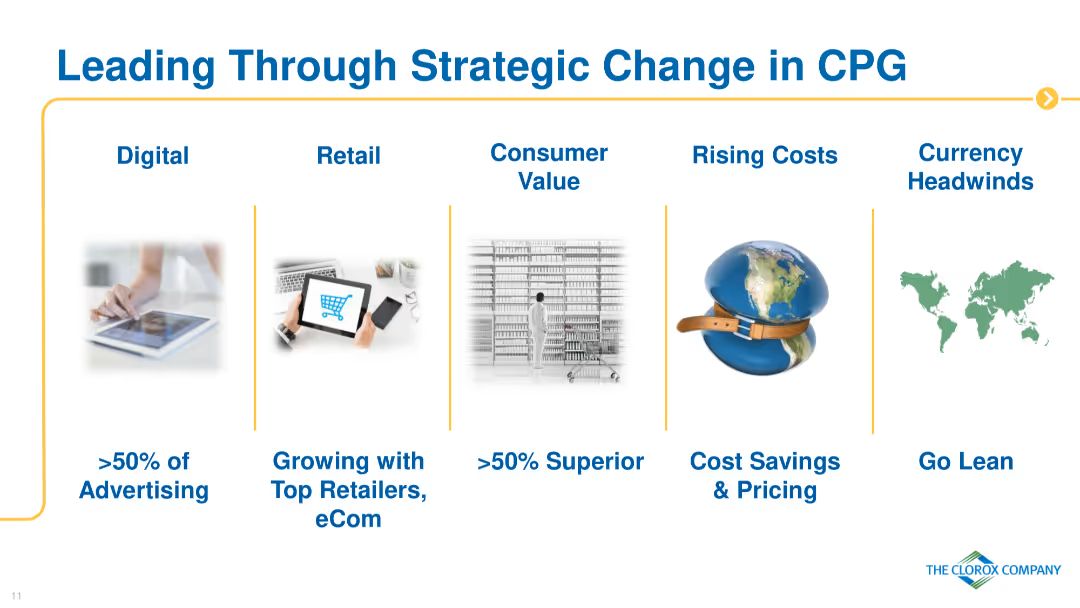 Leading Through Strategic Change in CPG
Digital
Retail
Consumer
Value
Rising Costs
Currency
Headwinds
>50% of
Advertising
Growing with
Top Retailers,
eCom
>50% Superior
Cost Savings
& Pricing
Go Lean
THE CLOROX COMPANY
11